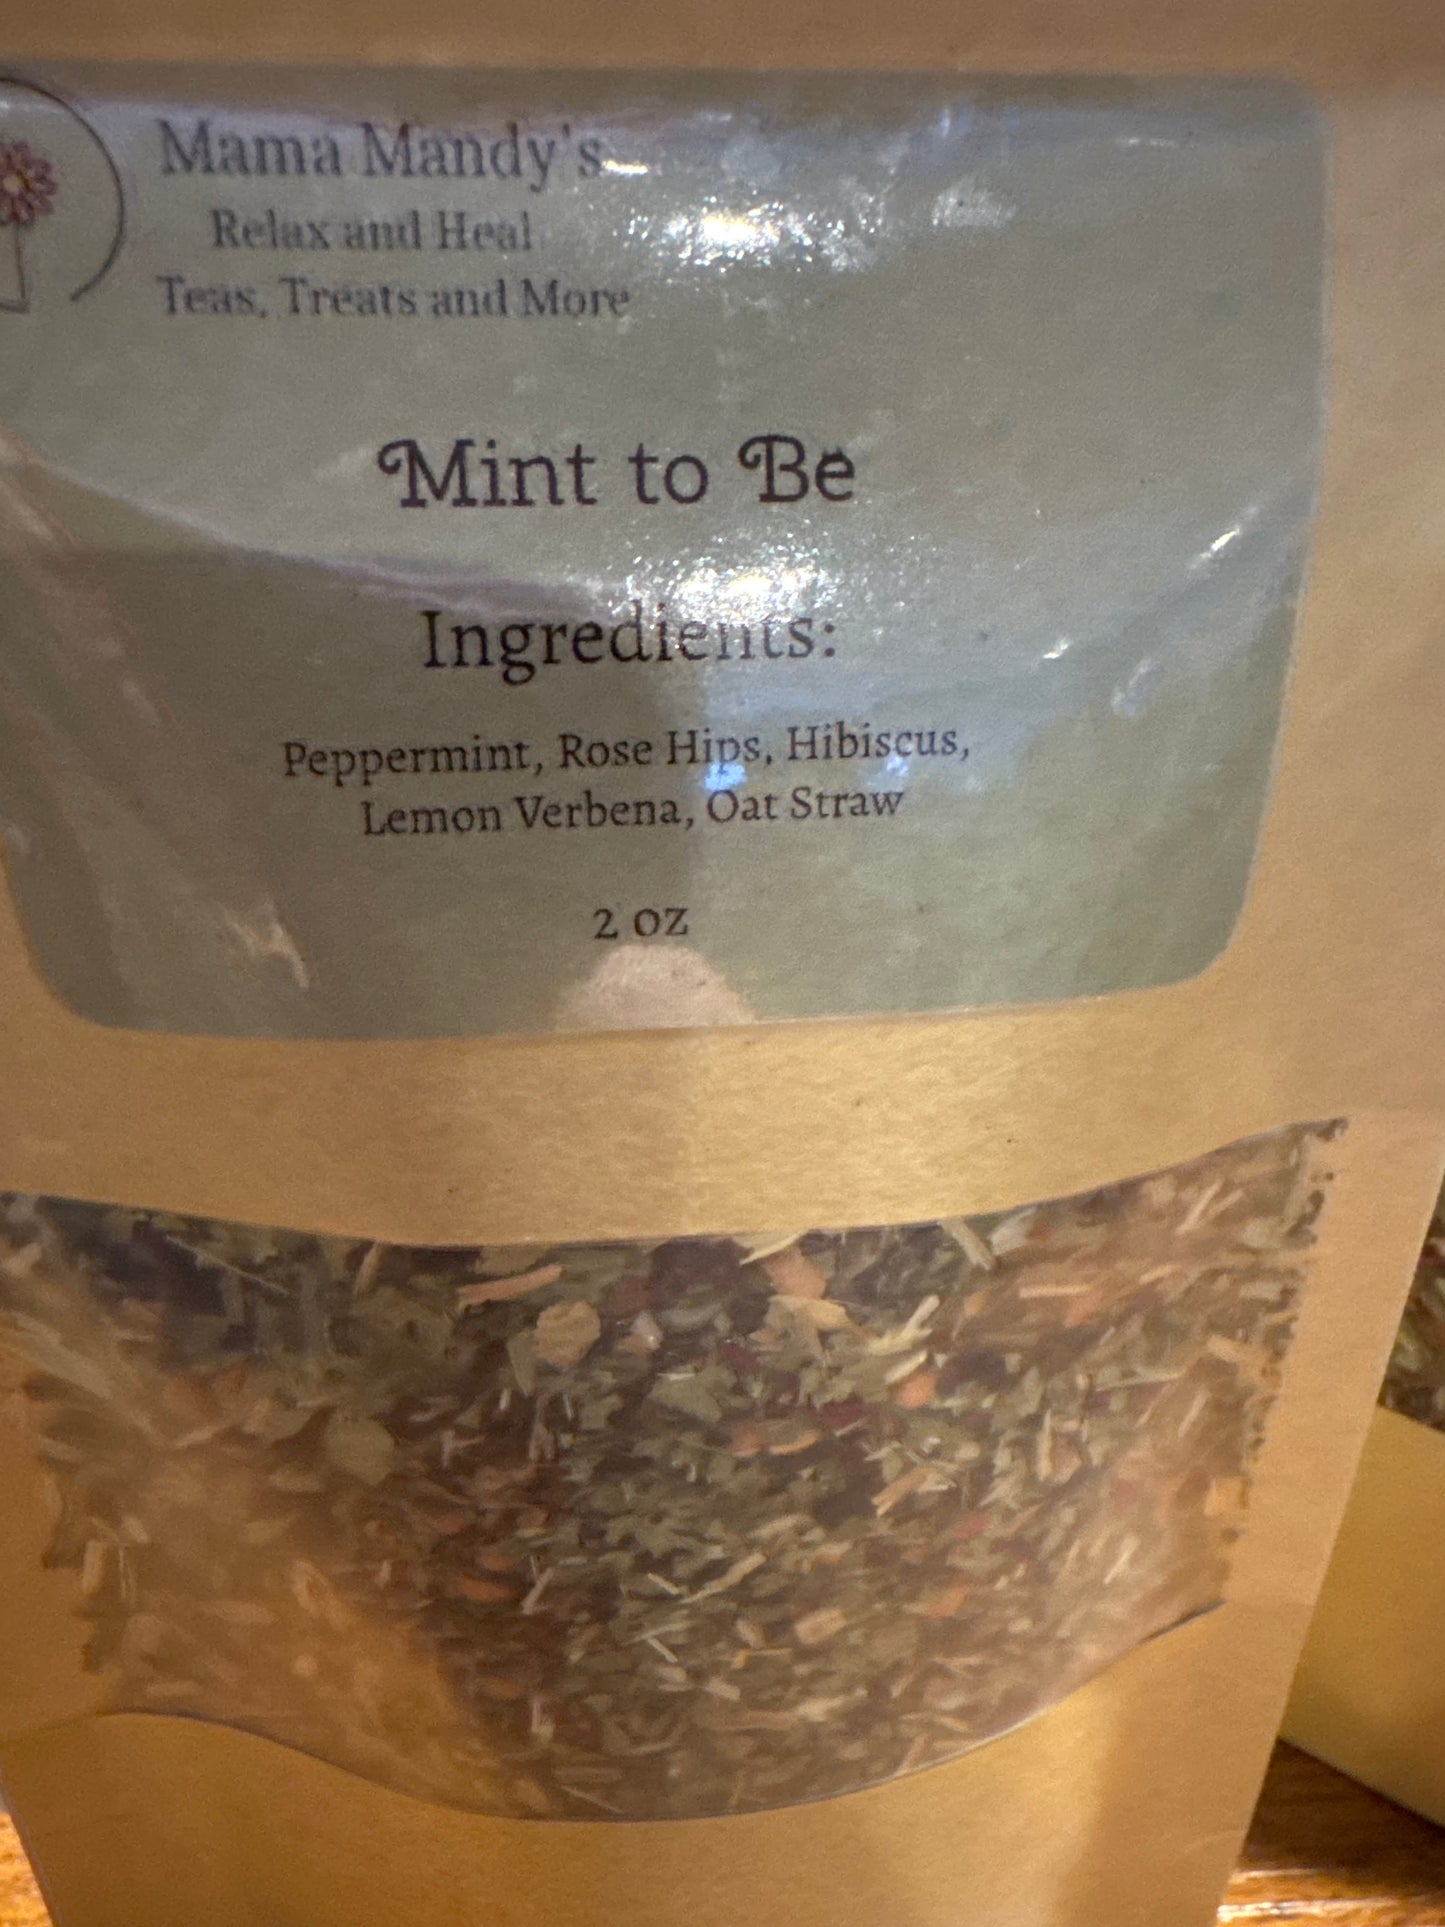 Mama Mandy's
Relax and Heal
Teas, Treats and More
Mint to Be
Ingredients:
Peppermint, Rose Hips, Hibiscus,
Lemon Verbena, Oat Straw
2 oz